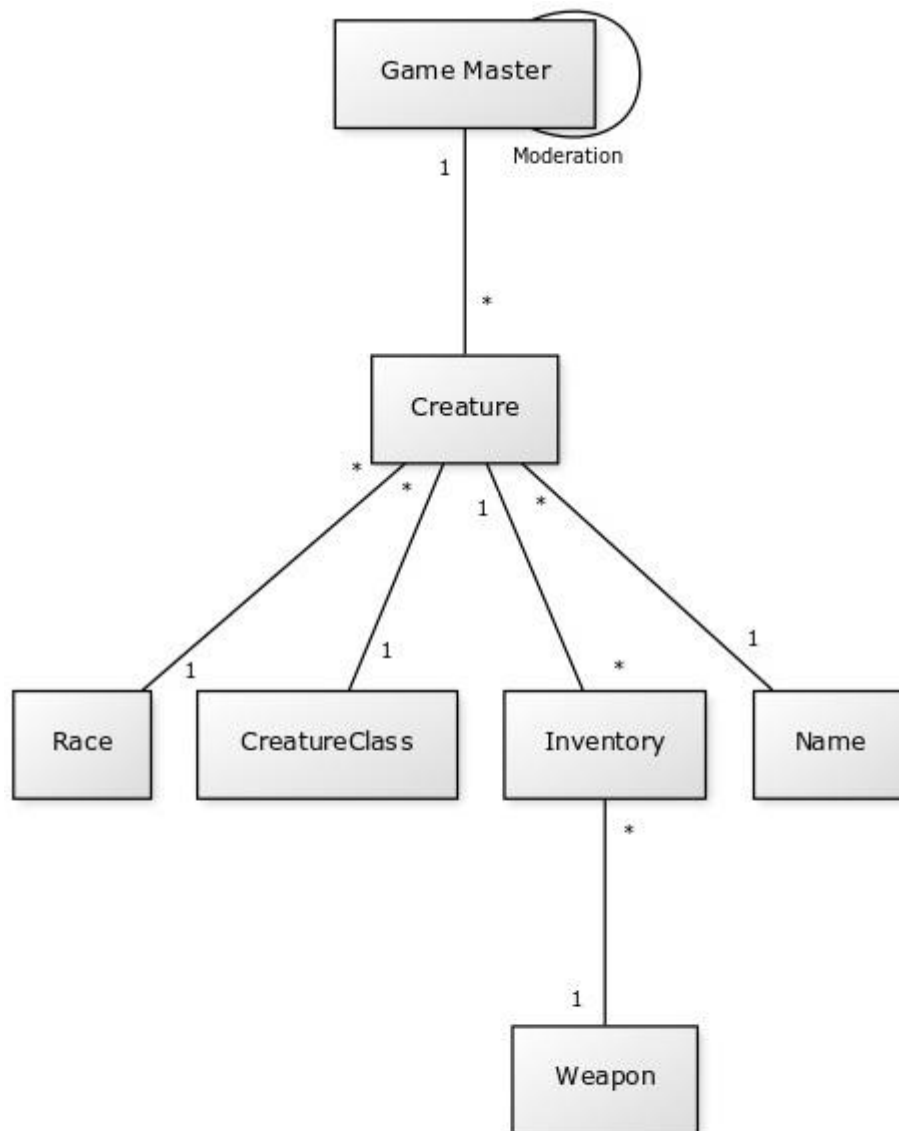 Game Master
Moderation
1
*
Creature
*
*
1
*
1
1
*
1
Race
CreatureClass
Inventory
Name
*
1
Weapon